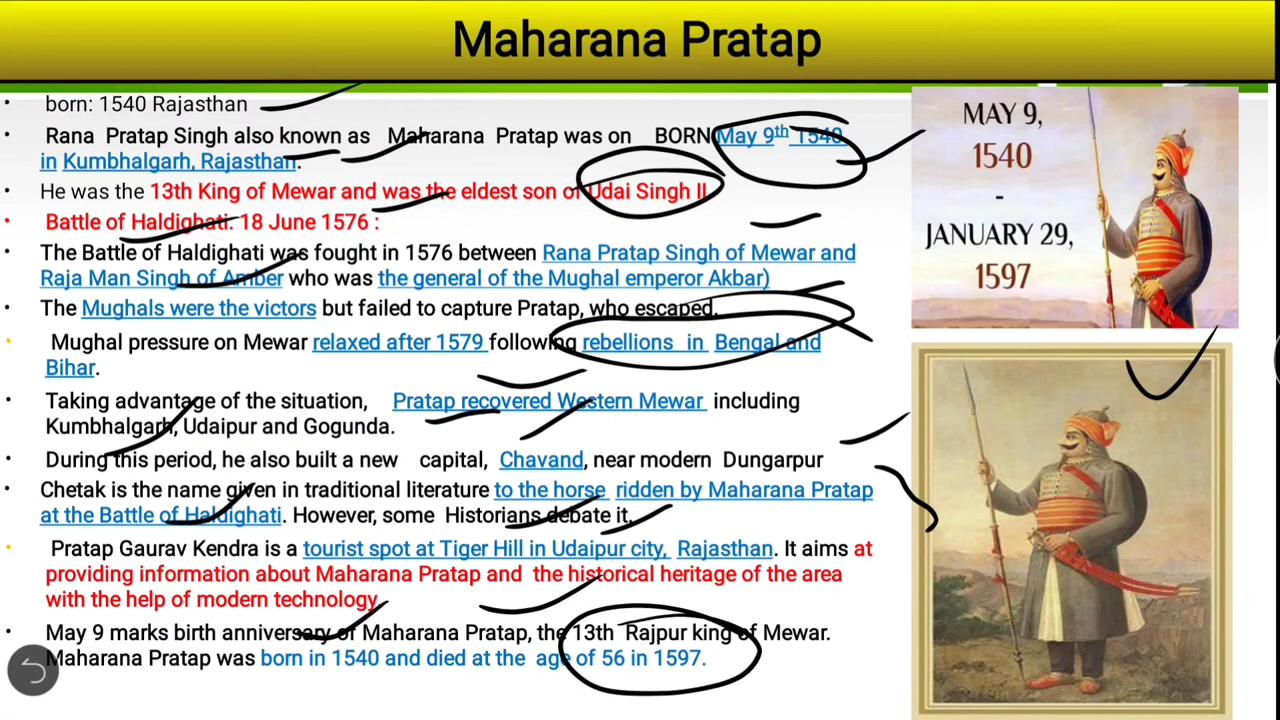 Maharana Pratap
• born: 1540 Rajasthan
• Rana Pratap Singh also known as Maharana Pratap was on BORN May 9th 1540
in Kumbhalgarh, Rajasthan.
• He was the 13th King of Mewar and was the eldest son of Udai Singh II
• Battle of Haldighati: 18 June 1576 :
• The Battle of Haldighati was fought in 1576 between Rana Pratap Singh of Mewar and
Raja Man Singh of Amber who was the general of the Mughal emperor Akbar)
• The Mughals were the victors but failed to capture Pratap, who escaped.
• Mughal pressure on Mewar relaxed after 1579 following rebellions in Bengal and
Bihar.
• Taking advantage of the situation, Pratap recovered Western Mewar including
Kumbhalgarh, Udaipur and Gogunda.
• During this period, he also built a new capital, Chavand, near modern Dungarpur
• Chetak is the name given in traditional literature to the horse ridden by Maharana Pratap
at the Battle of Haldighati. However, some Historians debate it.
• Pratap Gaurav Kendra is a tourist spot at Tiger Hill in Udaipur city, Rajasthan. It aims at
providing information about Maharana Pratap and the historical heritage of the area
with the help of modern technology.
• May 9 marks birth anniversary of Maharana Pratap, the 13th Rajpur king of Mewar.
Maharana Pratap was born in 1540 and died at the age of 56 in 1597.
MAY 9,
1540
-
JANUARY 29,
1597